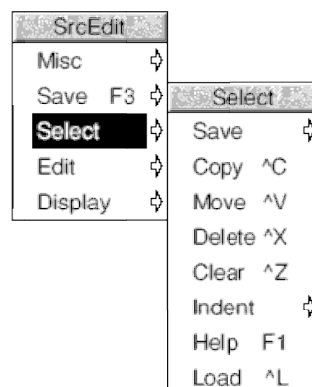 SrcEdit
Misc
Save F3
Select
Edit
Display
Select
Save
Copy ^C
Move ^V
Delete ^X
Clear ^Z
Indent
Help F1
Load ^L